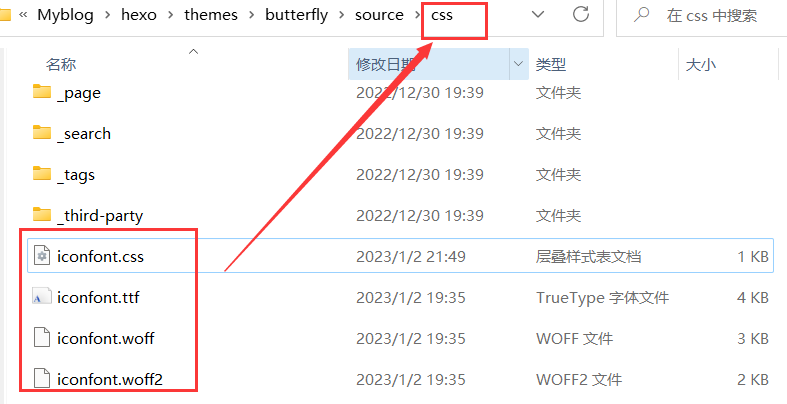 « Myblog › hexo › themes › butterfly › source › css 在 css 中搜索
名称 修改日期 类型 大小
_page 2022/12/30 19:39 文件夹
_search 2022/12/30 19:39 文件夹
_tags 2022/12/30 19:39 文件夹
_third-party 2022/12/30 19:39 文件夹
iconfont.css 2023/1/2 21:49 层叠样式表文档 1 KB
iconfont.ttf 2023/1/2 19:35 TrueType 字体文件 4 KB
iconfont.woff 2023/1/2 19:35 WOFF 文件 3 KB
iconfont.woff2 2023/1/2 19:35 WOFF2 文件 2 KB